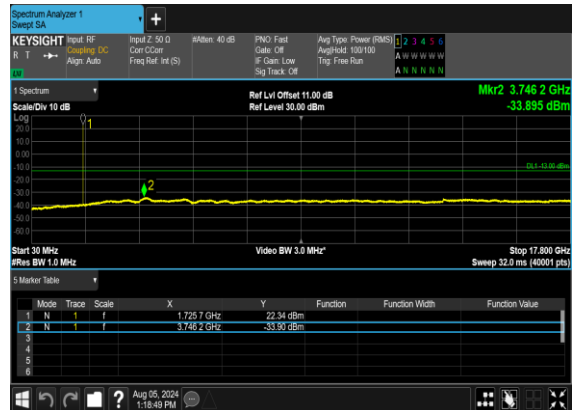 Spectrum Analyzer 1
Swept SA
+
KEYSIGHT
R T
LV
Input: RF
Coupling: DC
Align: Auto
Input Z: 50 Ω
Corr CCorr
Freq Ref: Int (S)
#Atten: 40 dB
PNO: Fast
Gate: Off
IF Gain: Low
Sig Track: Off
Avg Type: Power (RMS)
Avg|Hold: 100/100
Trig: Free Run
1 2 3 4 5 6
A W W W W W
A N N N N N
1 Spectrum
Scale/Div 10 dB
Ref Lvl Offset 11.00 dB
Ref Level 30.00 dBm
Mkr2 3.746 2 GHz
-33.895 dBm
Log
20.0
10.0
0.00
-10.0
-20.0
-30.0
-40.0
-50.0
-60.0
1
2
DL1 -13.00 dBm
Start 30 MHz
#Res BW 1.0 MHz
Video BW 3.0 MHz*
Stop 17.800 GHz
Sweep 32.0 ms (40001 pts)
5 Marker Table
Mode Trace Scale X Y Function Function Width Function Value
1 N 1 f 1.725 7 GHz 22.34 dBm
2 N 1 f 3.746 2 GHz -33.90 dBm
3
4
5
6
?
Aug 05, 2024
1:18:49 PM